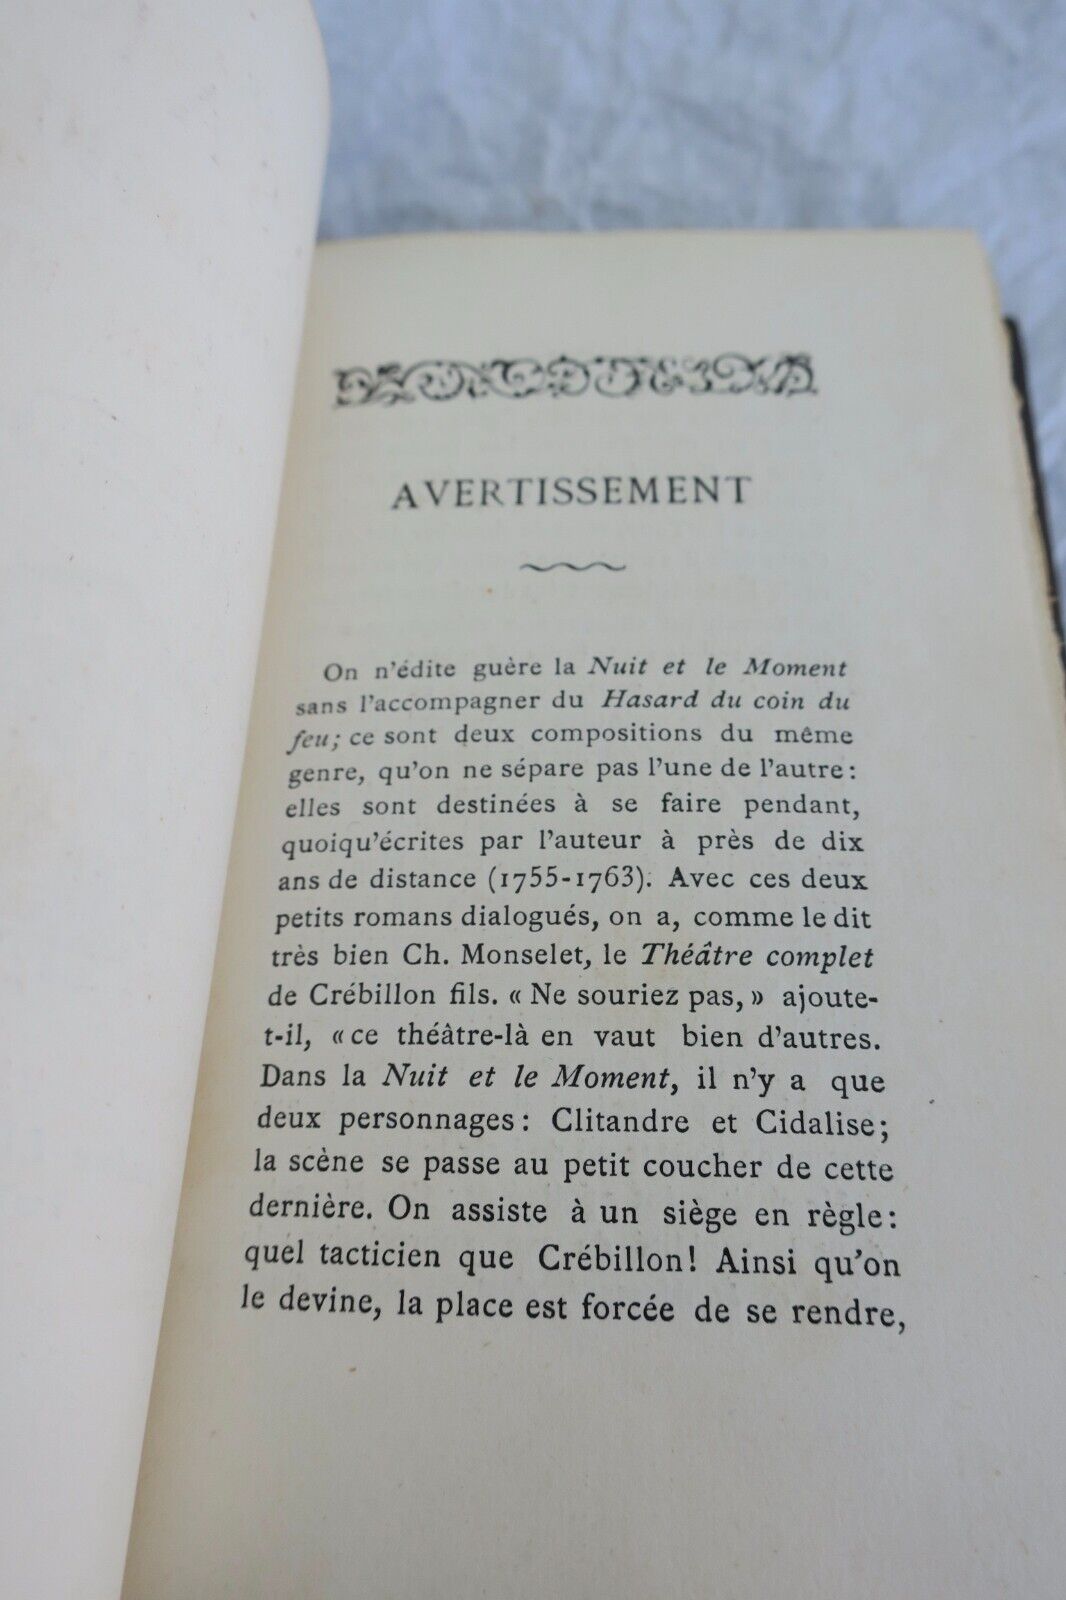 AVERTISSEMENT
On n'édite guère la Nuit et le Moment
sans l'accompagner du Hasard du coin du
feu; ce sont deux compositions du même
genre, qu'on ne sépare pas l'une de l'autre:
elles sont destinées à se faire pendant,
quoiqu'écrites par l'auteur à près de dix
ans de distance (1755-1763). Avec ces deux
petits romans dialogués, on a, comme le dit
très bien Ch. Monselet, le Théâtre complet
de Crébillon fils. « Ne souriez pas, » ajoute-
t-il, « ce théâtre-là en vaut bien d'autres.
Dans la Nuit et le Moment, il n'y a que
deux personnages: Clitandre et Cidalise;
la scène se passe au petit coucher de cette
dernière. On assiste à un siège en règle:
quel tacticien que Crébillon! Ainsi qu'on
le devine, la place est forcée de se rendre,